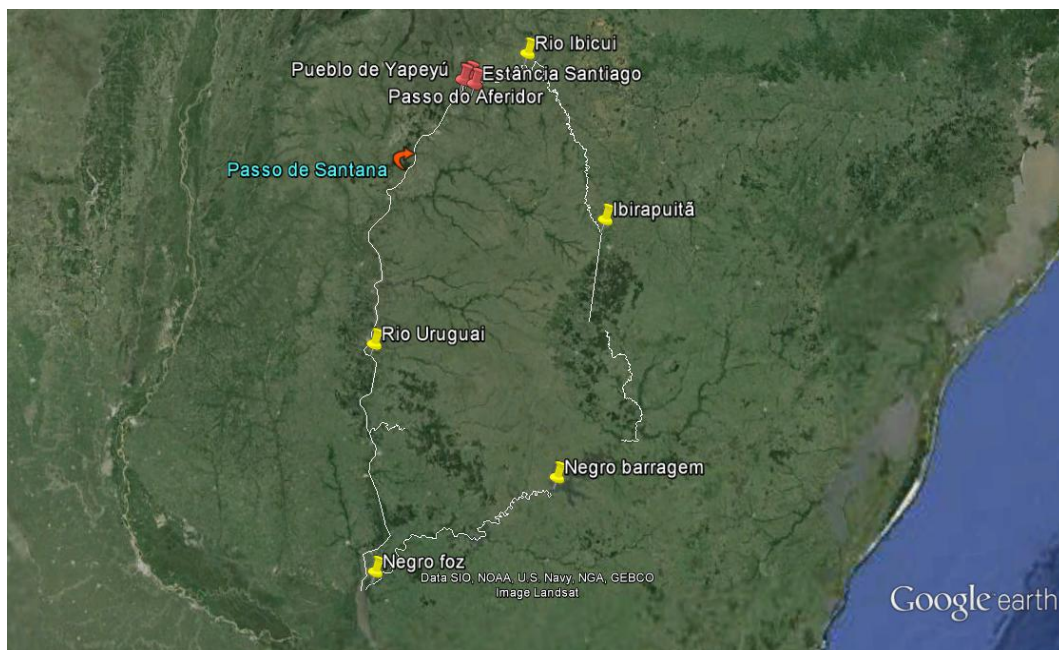 Rio Ibicui
Pueblo de Yapeyú
Estância Santiago
Passo do Aferidor
Passo de Santana
Ibirapuitã
Rio Uruguai
Negro barragem
Negro foz
Data SIO, NOAA, U.S. Navy, NGA, GEBCO
Image Landsat
Google earth